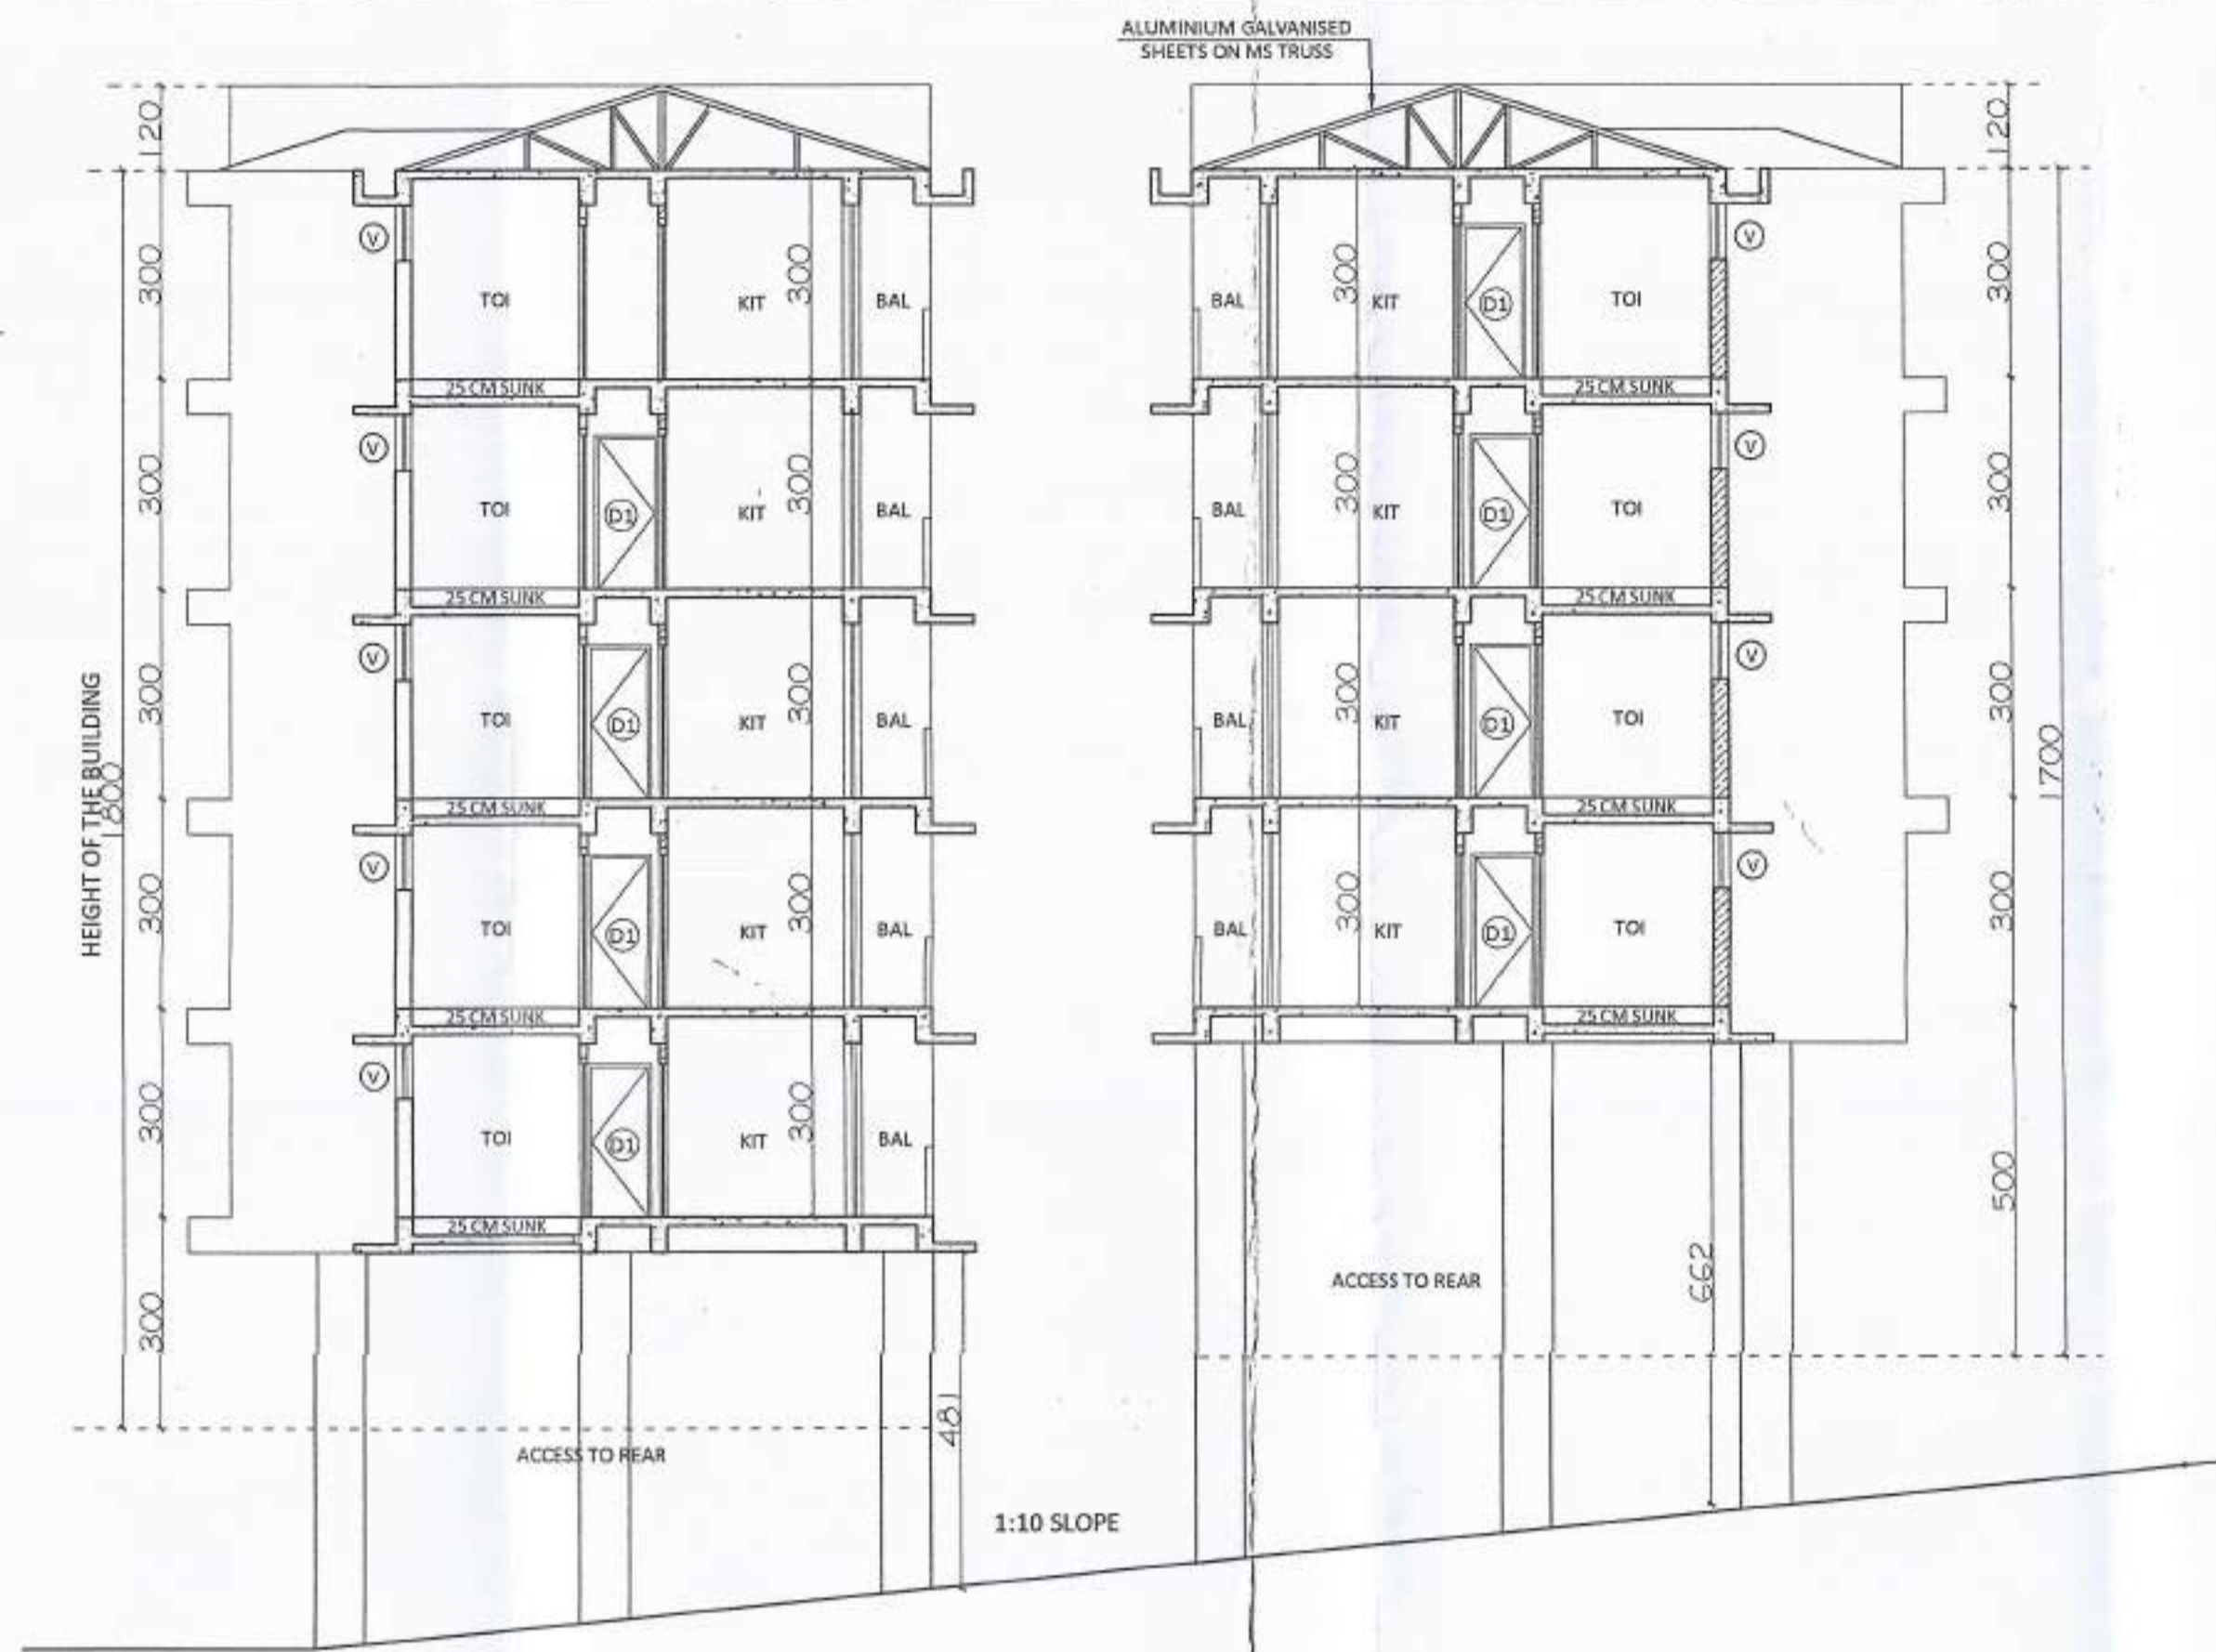 ALUMINIUM GALVANISED
SHEETS ON MS TRUSS
120
120
V
V
300
300
300
300
TOI
KIT
BAL
BAL
KIT
D1
TOI
25 CM SUNK
25 CM SUNK
V
V
300
300
300
300
TOI
D1
KIT
BAL
BAL
KIT
D1
TOI
25 CM SUNK
25 CM SUNK
V
V
300
300
300
300
TOI
D1
KIT
BAL
BAL
KIT
D1
TOI
HEIGHT OF THE BUILDING
1800
1700
25 CM SUNK
25 CM SUNK
V
V
300
300
300
300
TOI
D1
KIT
BAL
BAL
KIT
D1
TOI
25 CM SUNK
25 CM SUNK
V
300
300
TOI
D1
KIT
BAL
500
25 CM SUNK
300
662
ACCESS TO REAR
481
ACCESS TO REAR
1:10 SLOPE